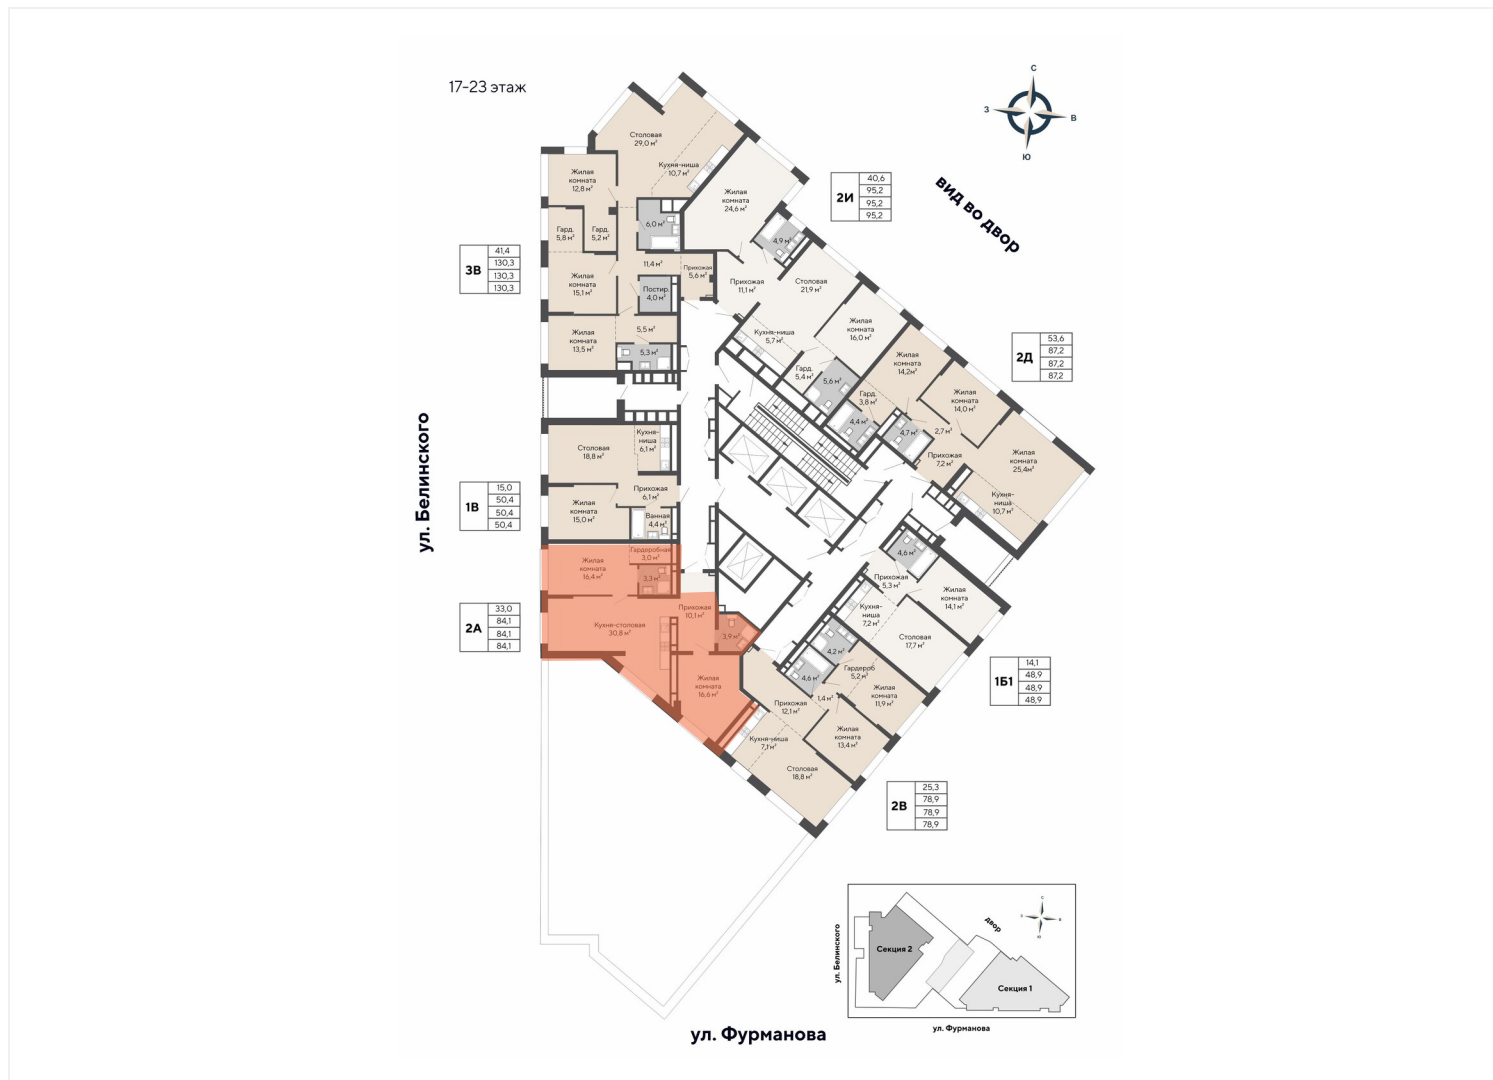 17-23 этаж
С
З
В
Ю
вид во двор
Столовая
29,0 м²
Кухня-ниша
10,7 м²
Жилая
комната
12,8 м²
Гард.
5,8 м²
Гард.
5,2 м²
6,0 м²
11,4 м²
Прихожая
5,6 м²
Постир.
4,0 м²
Жилая
комната
15,1 м²
5,5 м²
Жилая
комната
13,5 м²
5,3 м²
3В
41,4
130,3
130,3
130,3
Жилая
комната
24,6 м²
4,9 м²
Прихожая
11,1 м²
Столовая
21,9 м²
Кухня-ниша
5,7 м²
Жилая
комната
16,0 м²
Гард.
5,4 м²
5,6 м²
2И
40,6
95,2
95,2
95,2
Жилая
комната
14,2м²
Гард.
3,8 м²
4,4 м²
Жилая
комната
14,0 м²
4,7 м²
2,7 м²
Прихожая
7,2 м²
Жилая
комната
25,4м²
Кухня-
ниша
10,7 м²
2Д
53,6
87,2
87,2
87,2
ул. Белинского
Столовая
18,8 м²
Кухня-
ниша
6,1 м²
Прихожая
6,1 м²
Жилая
комната
15,0 м²
Ванная
4,4 м²
1В
15,0
50,4
50,4
50,4
Жилая
комната
16,4 м²
Гардеробная
3,0 м²
3,3 м²
Прихожая
10,1 м²
Кухня-столовая
30,8 м²
3,9 м²
Жилая
комната
16,6 м²
2А
33,0
84,1
84,1
84,1
4,6 м²
Прихожая
5,3 м²
Жилая
комната
14,1 м²
Кухня-
ниша
7,2 м²
Столовая
17,7 м²
1Б1
14,1
48,9
48,9
48,9
4,2 м²
4,6 м²
Гардероб
5,2 м²
1,4 м²
Жилая
комната
11,9 м²
Прихожая
12,1 м²
Жилая
комната
13,4 м²
Кухня-ниша
7,1 м²
Столовая
18,8 м²
2В
25,3
78,9
78,9
78,9
двор
ул. Белинского
Секция 2
Секция 1
ул. Фурманова
ул. Фурманова